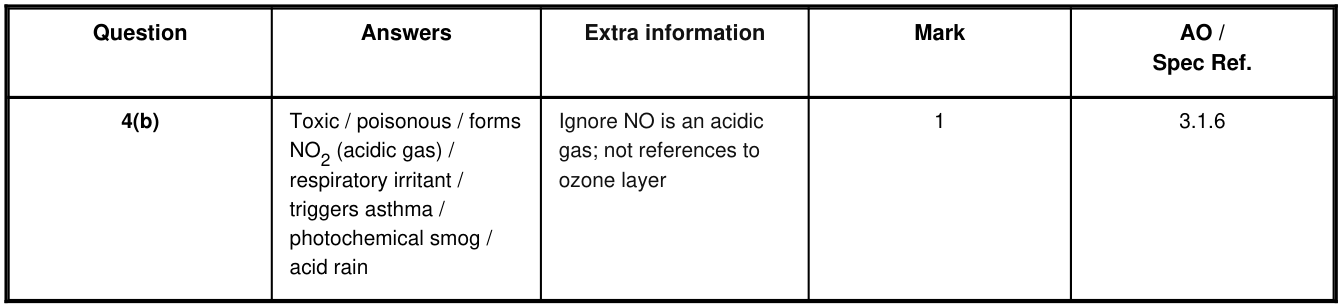 Question Answers Extra information Mark AO /
Spec Ref.
4(b) Toxic / poisonous / forms Ignore NO is an acidic 1 3.1.6
NO₂ (acidic gas) / gas; not references to
respiratory irritant / ozone layer
triggers asthma /
photochemical smog /
acid rain